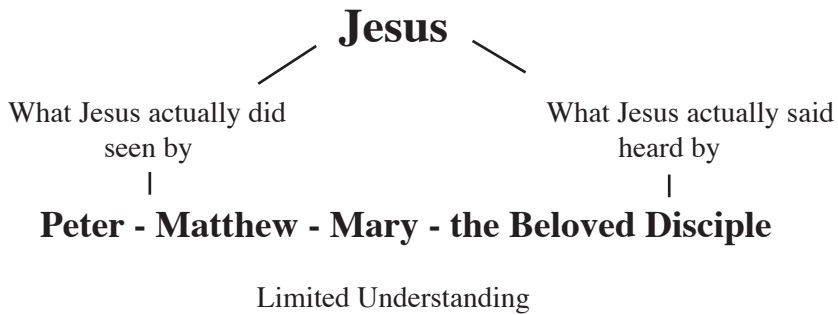 Jesus
What Jesus actually did
seen by
What Jesus actually said
heard by
Peter - Matthew - Mary - the Beloved Disciple
Limited Understanding